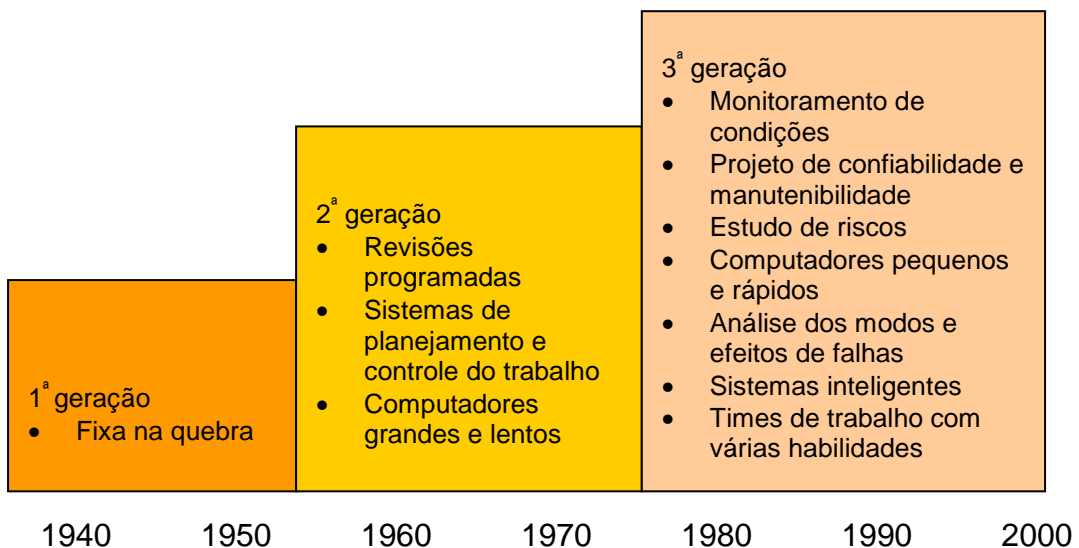 1ª geração
• Fixa na quebra
2ª geração
• Revisões
programadas
• Sistemas de
planejamento e
controle do trabalho
• Computadores
grandes e lentos
3ª geração
• Monitoramento de
condições
• Projeto de confiabilidade e
manutenibilidade
• Estudo de riscos
• Computadores pequenos
e rápidos
• Análise dos modos e
efeitos de falhas
• Sistemas inteligentes
• Times de trabalho com
várias habilidades
1940 1950 1960 1970 1980 1990 2000